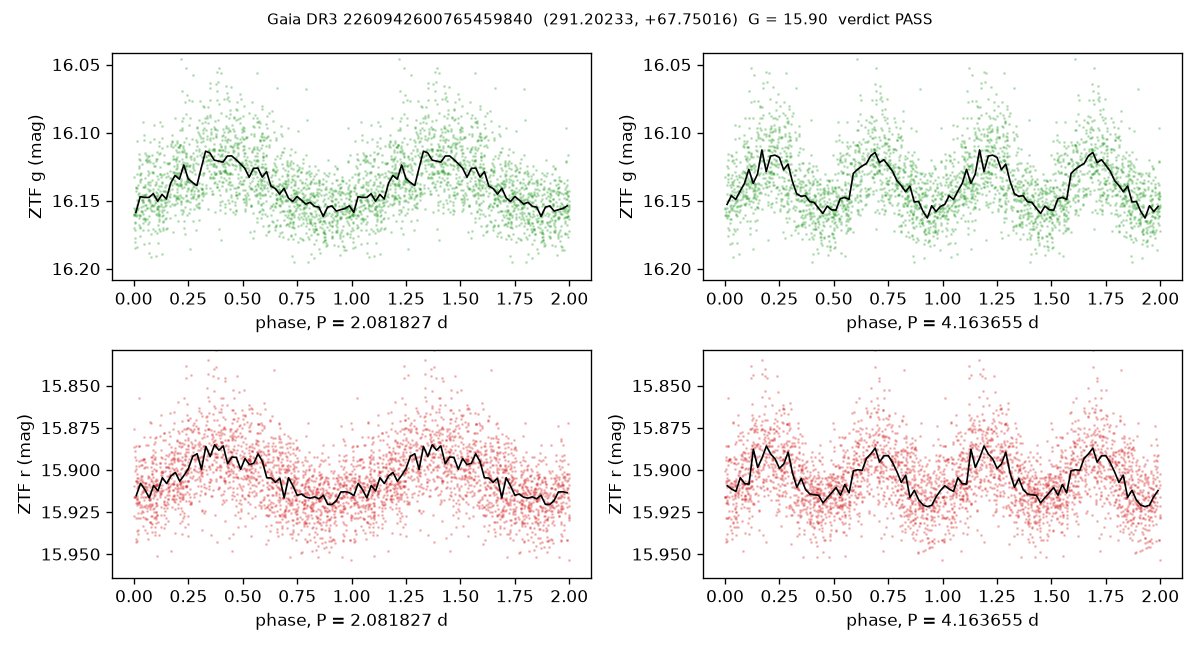 Gaia DR3 2260942600765459840 (291.20233, +67.75016) G = 15.90 verdict PASS
ZTF g (mag)
16.05
16.10
16.15
16.20
0.00 0.25 0.50 0.75 1.00 1.25 1.50 1.75 2.00
phase, P = 2.081827 d
ZTF g (mag)
16.05
16.10
16.15
16.20
0.00 0.25 0.50 0.75 1.00 1.25 1.50 1.75 2.00
phase, P = 4.163655 d
ZTF r (mag)
15.850
15.875
15.900
15.925
15.950
0.00 0.25 0.50 0.75 1.00 1.25 1.50 1.75 2.00
phase, P = 2.081827 d
ZTF r (mag)
15.850
15.875
15.900
15.925
15.950
0.00 0.25 0.50 0.75 1.00 1.25 1.50 1.75 2.00
phase, P = 4.163655 d